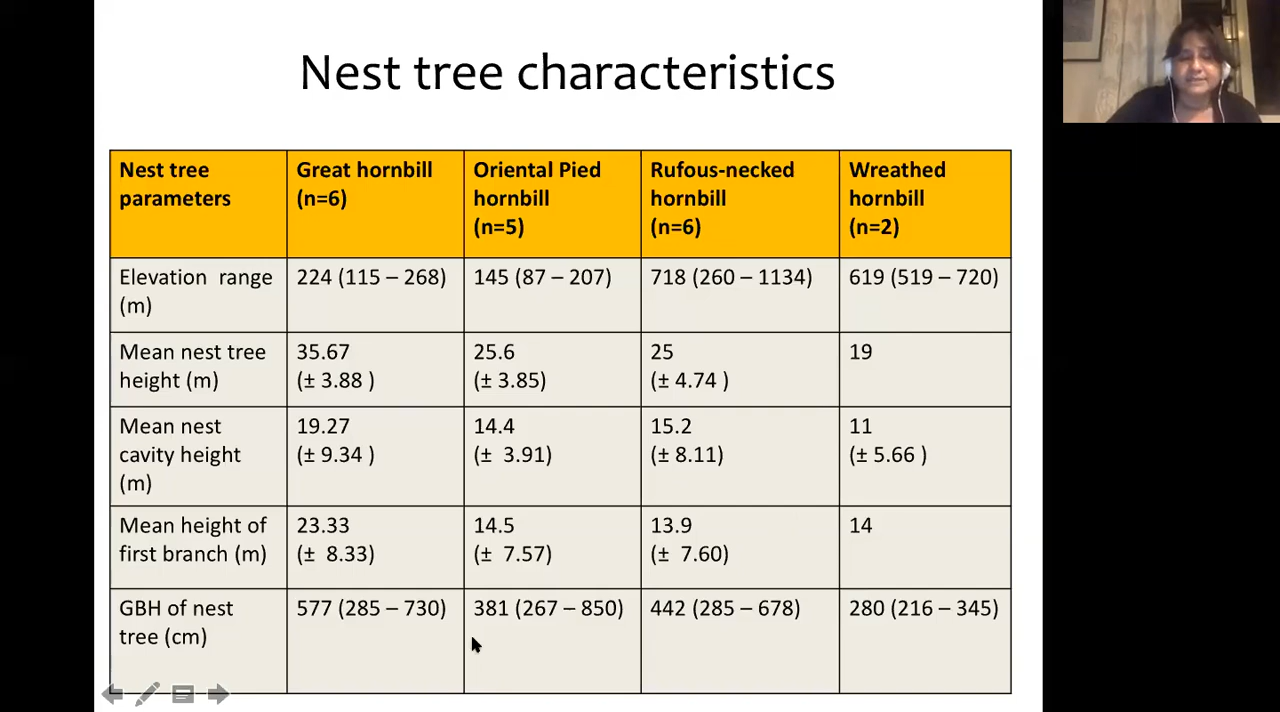 Nest tree characteristics
Nest tree parameters
Great hornbill (n=6)
Oriental Pied hornbill (n=5)
Rufous-necked hornbill (n=6)
Wreathed hornbill (n=2)
Elevation range (m)
224 (115 – 268)
145 (87 – 207)
718 (260 – 1134)
619 (519 – 720)
Mean nest tree height (m)
35.67 (± 3.88 )
25.6 (± 3.85)
25 (± 4.74 )
19
Mean nest cavity height (m)
19.27 (± 9.34 )
14.4 (± 3.91)
15.2 (± 8.11)
11 (± 5.66 )
Mean height of first branch (m)
23.33 (± 8.33)
14.5 (± 7.57)
13.9 (± 7.60)
14
GBH of nest tree (cm)
577 (285 – 730)
381 (267 – 850)
442 (285 – 678)
280 (216 – 345)